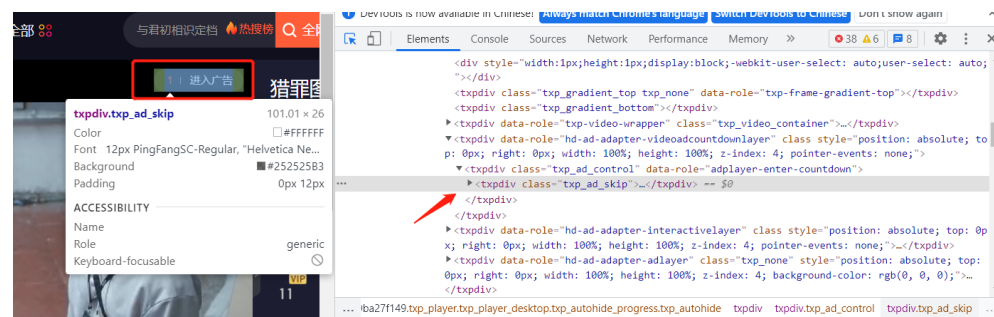 全部
与君初相识定档 热搜榜 全
1 | 进入广告
猎罪图
txpdiv.txp_ad_skip 101.01 × 26
Color #FFFFFF
Font 12px PingFangSC-Regular, "Helvetica Ne...
Background #252525B3
Padding 0px 12px
ACCESSIBILITY
Name
Role generic
Keyboard-focusable
VIP
11
DevTools is now available in Chinese! Always match Chrome's language Switch DevTools to Chinese Don't show again
Elements Console Sources Network Performance Memory » 38 6 8
<div style="width:1px;height:1px;display:block;-webkit-user-select: auto;user-select: auto;
"></div>
<txpdiv class="txp_gradient_top txp_none" data-role="txp-frame-gradient-top"></txpdiv>
<txpdiv class="txp_gradient_bottom"></txpdiv>
<txpdiv data-role="txp-video-wrapper" class="txp_video_container">…</txpdiv>
<txpdiv data-role="hd-ad-adapter-videoadcountdownlayer" class style="position: absolute; to
p: 0px; right: 0px; width: 100%; height: 100%; z-index: 4; pointer-events: none;">
<txpdiv class="txp_ad_control" data-role="adplayer-enter-countdown">
<txpdiv class="txp_ad_skip">…</txpdiv> == $0
</txpdiv>
</txpdiv>
<txpdiv data-role="hd-ad-adapter-interactivelayer" class style="position: absolute; top: 0p
x; right: 0px; width: 100%; height: 100%; z-index: 4; pointer-events: none;">…</txpdiv>
<txpdiv data-role="hd-ad-adapter-adlayer" class="txp_none" style="position: absolute; top:
0px; right: 0px; width: 100%; height: 100%; z-index: 4; background-color: rgb(0, 0, 0);">…
</txpdiv>
... ba27f149.txp_player.txp_player_desktop.txp_autohide_progress.txp_autohide txpdiv txpdiv.txp_ad_control txpdiv.txp_ad_skip ...